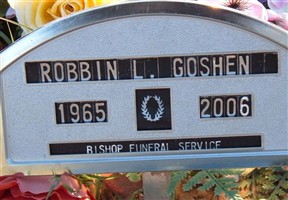 ROBBIN L. GOSHEN
1965 2006
BISHOP FUNERAL SERVICE